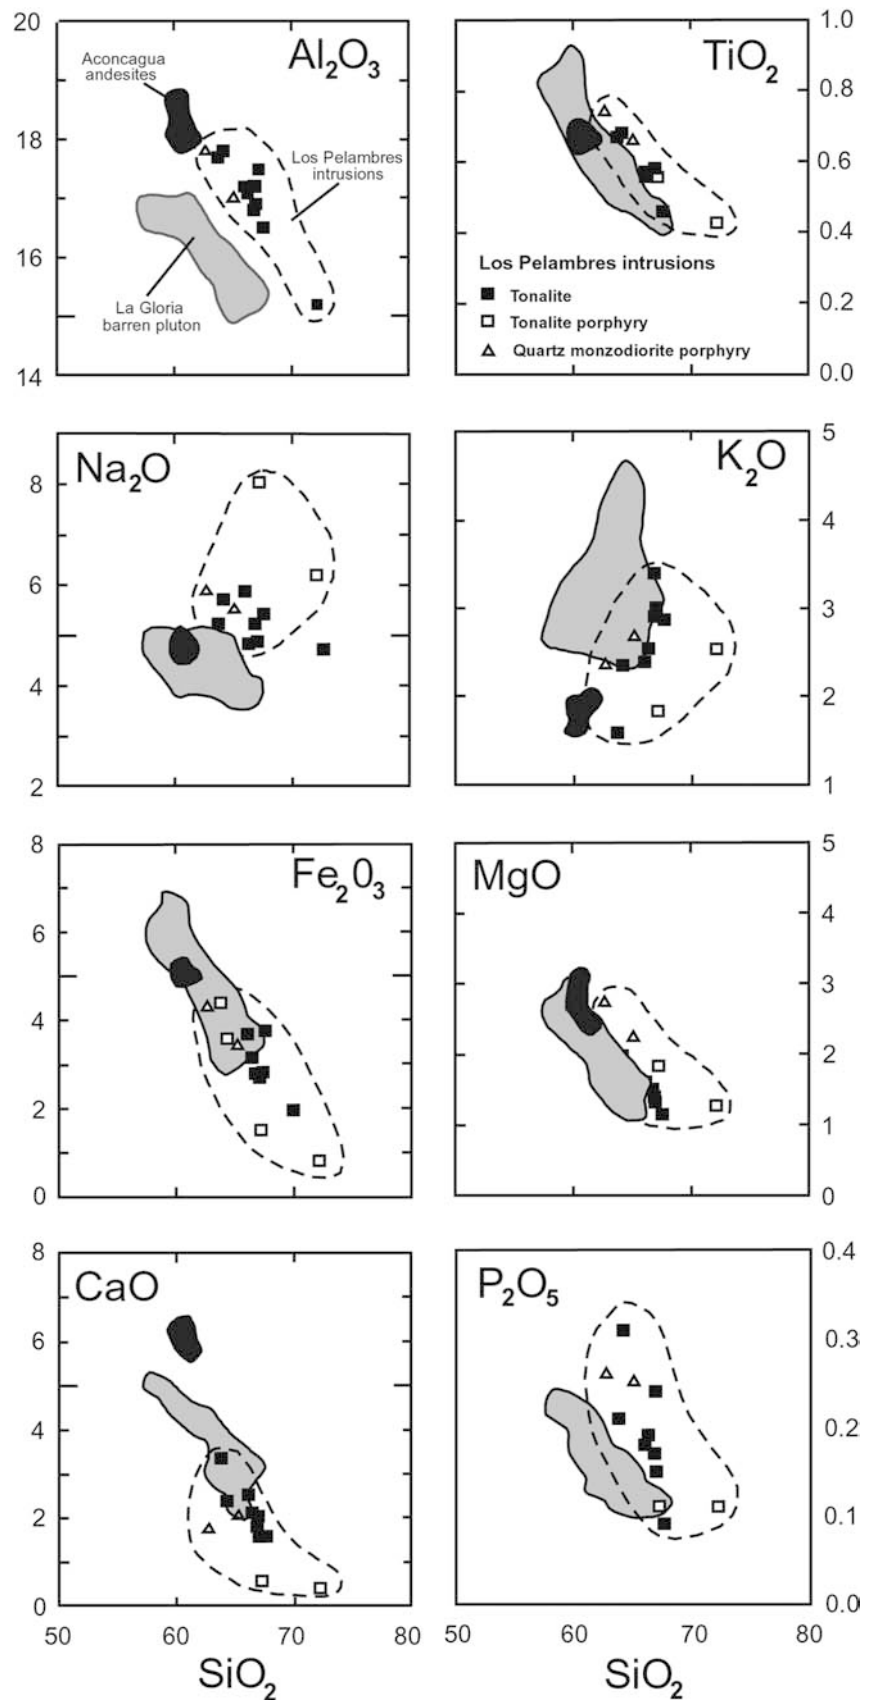 20
18
16
14
Al2O3
Aconcagua
andesites
Los Pelambres
intrusions
La Gloria
barren pluton
TiO2
1.0
0.8
0.6
0.4
0.2
0.0
Los Pelambres intrusions
Tonalite
Tonalite porphyry
Quartz monzodiorite porphyry
Na2O
8
6
4
2
K2O
5
4
3
2
1
Fe203
8
6
4
2
0
MgO
5
4
3
2
1
0
CaO
8
6
4
2
0
P2O5
0.4
0.3
0.2
0.1
0.0
50 60 70 80
SiO2
50 60 70 80
SiO2